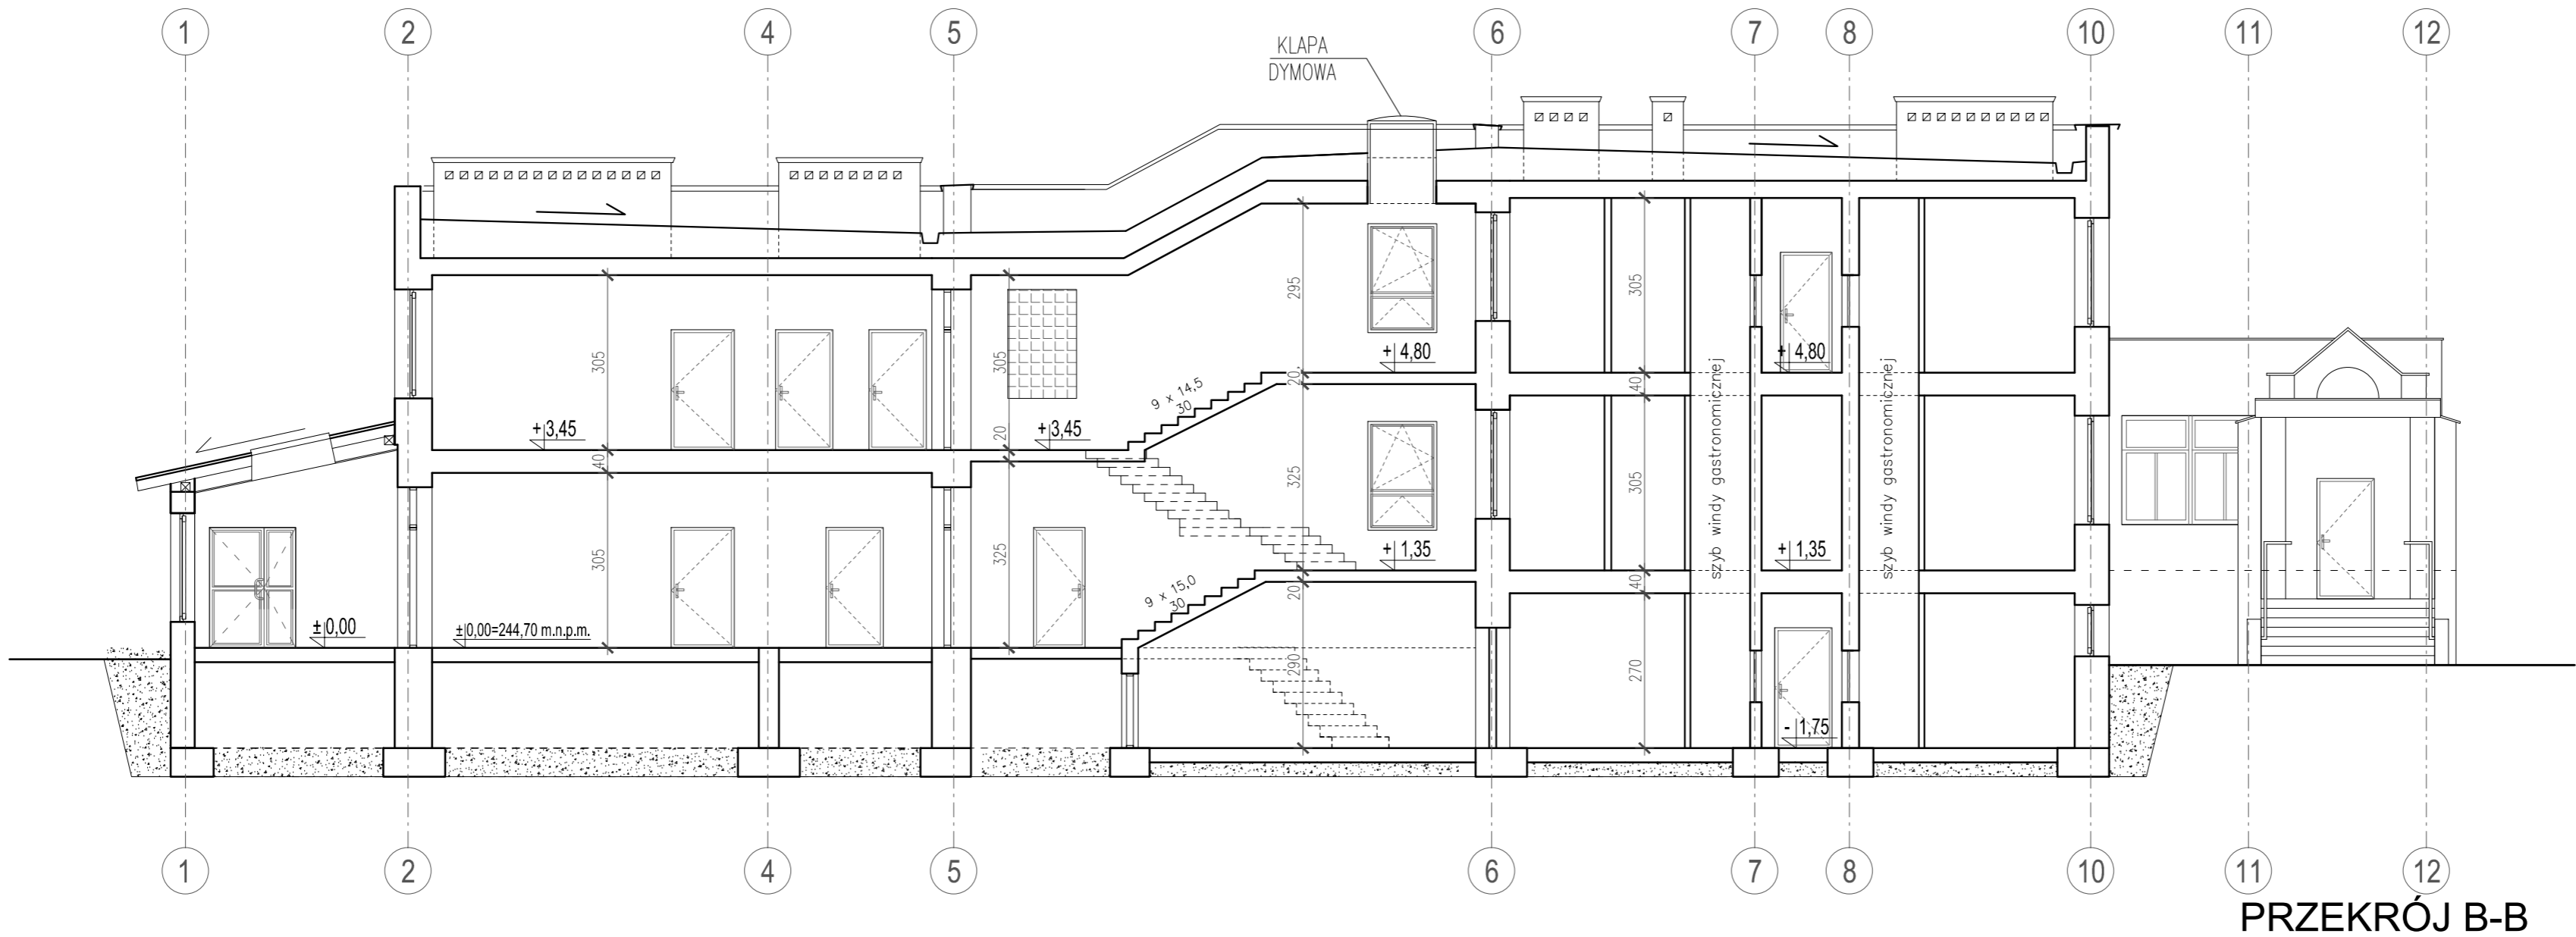 1 2 4 5 6 7 8 10 11 12
KLAPA
DYMOWA
295
305
305
305
+ 4,80
+ 4,80
20
40
9 x 14,5
30
szyb windy gastronomicznej
szyb windy gastronomicznej
+ 3,45
+ 3,45
20
40
325
305
305
325
+ 1,35
+ 1,35
20
40
9 x 15,0
30
± 0,00
±0,00=244,70 m.n.p.m.
290
270
- 1,75
1 2 4 5 6 7 8 10 11 12
PRZEKRÓJ B-B